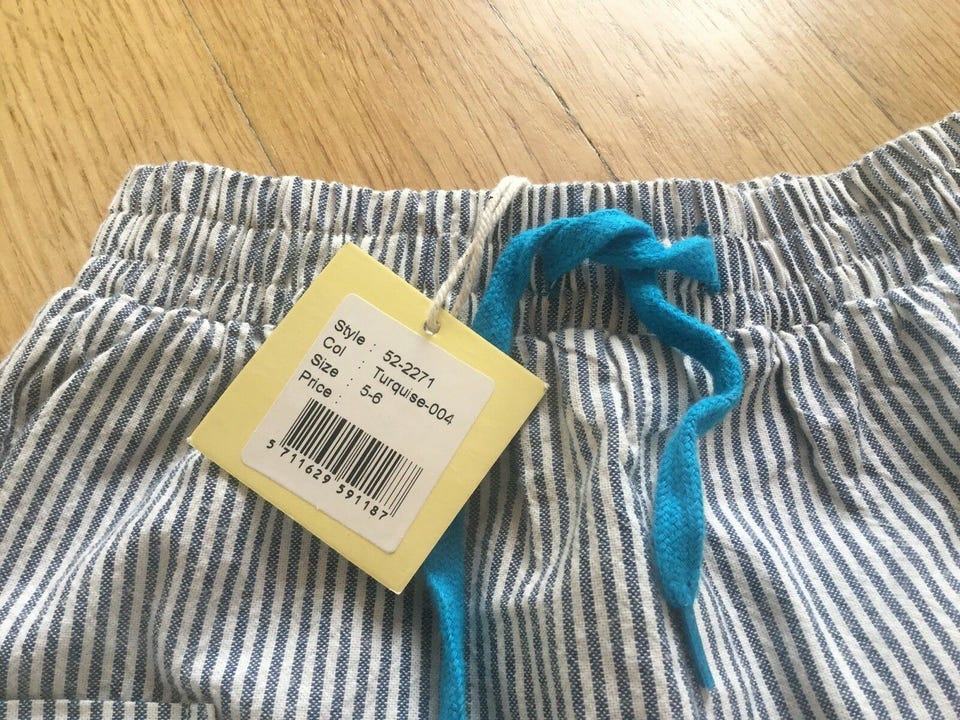 Style : 52-2271
Col : Turquise-004
Size : 5-6
Price :
5 711629 591187